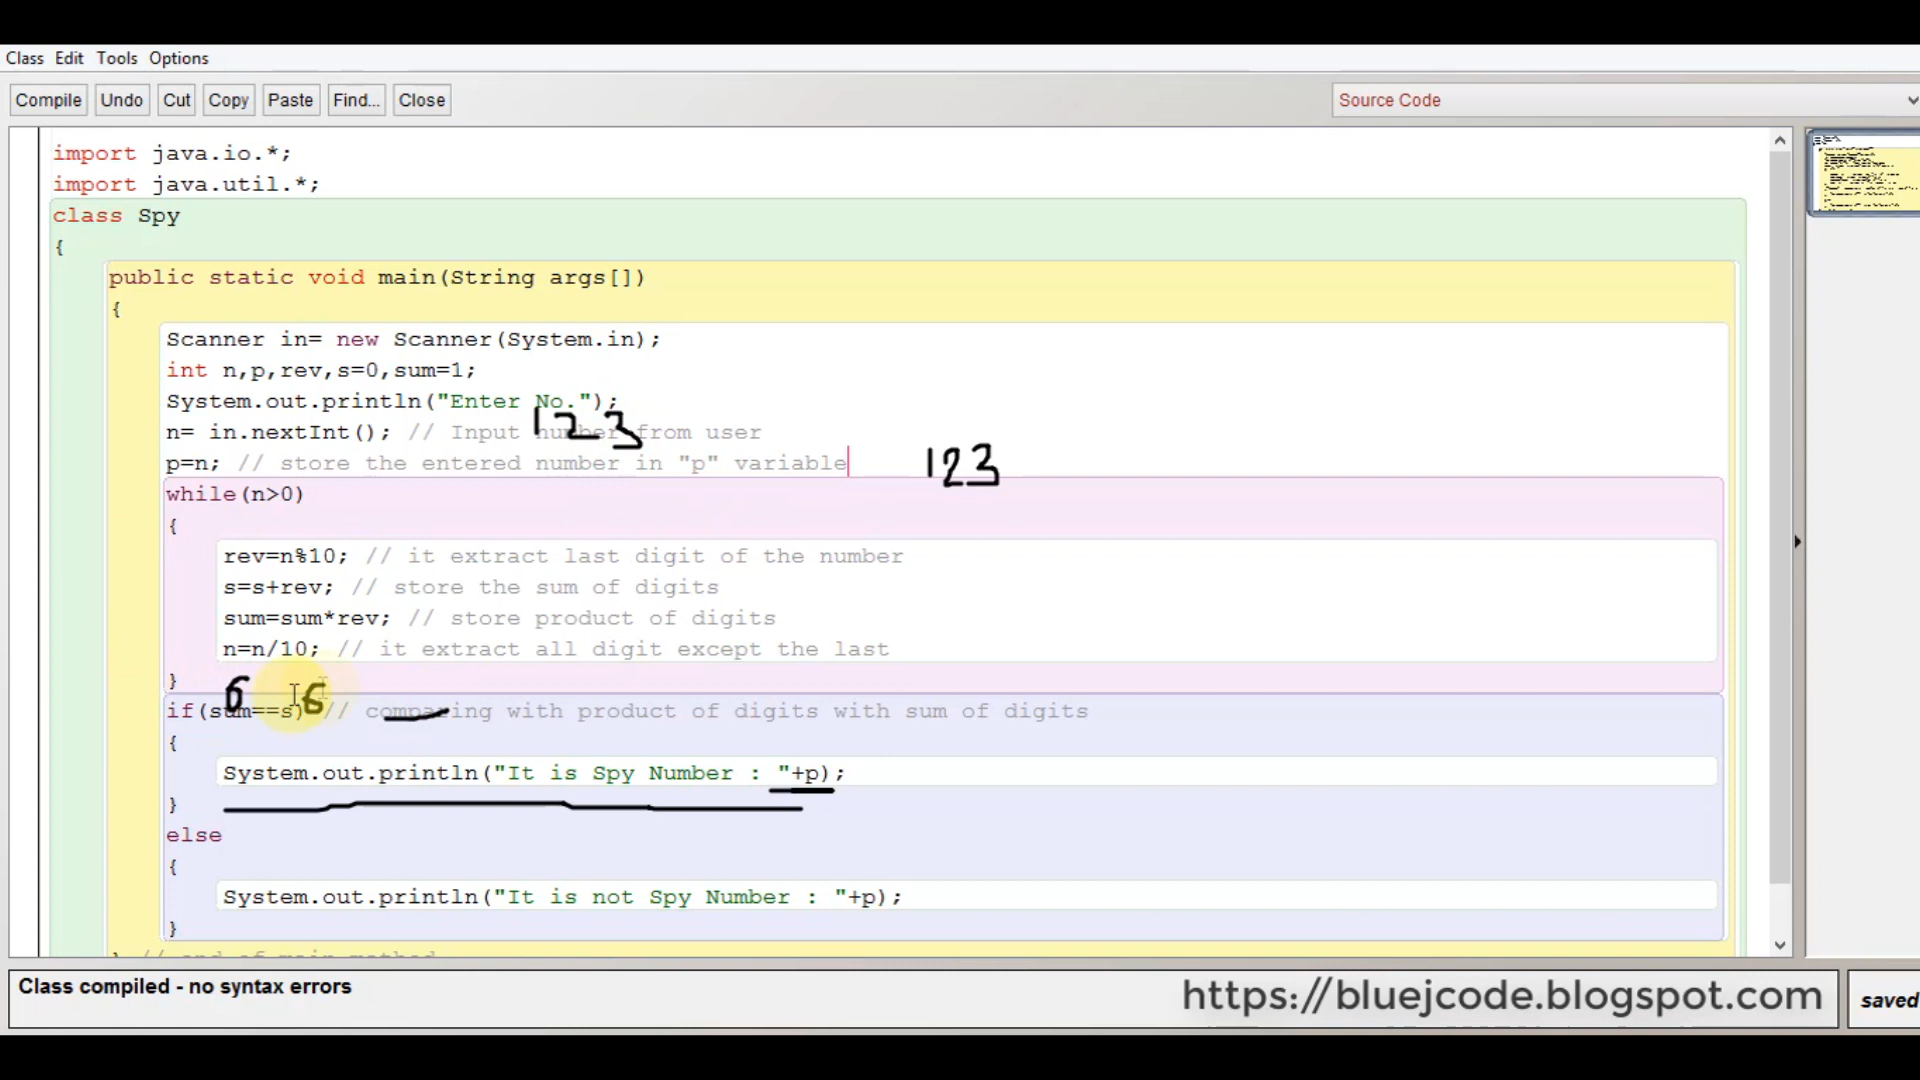 Class Edit Tools Options
Compile Undo Cut Copy Paste Find... Close Source Code
import java.io.*;
import java.util.*;
class Spy
{
public static void main(String args[])
{
Scanner in= new Scanner(System.in);
int n,p,rev,s=0,sum=1;
System.out.println("Enter No.");
123
n= in.nextInt(); // Input number from user
p=n; // store the entered number in "p" variable 123
while(n>0)
{
rev=n%10; // it extract last digit of the number
s=s+rev; // store the sum of digits
sum=sum*rev; // store product of digits
n=n/10; // it extract all digit except the last
}
6 6
if(sum==s) // comparing with product of digits with sum of digits
{
System.out.println("It is Spy Number : "+p);
}
else
{
System.out.println("It is not Spy Number : "+p);
}
} // end of main method
Class compiled - no syntax errors https://bluejcode.blogspot.com saved